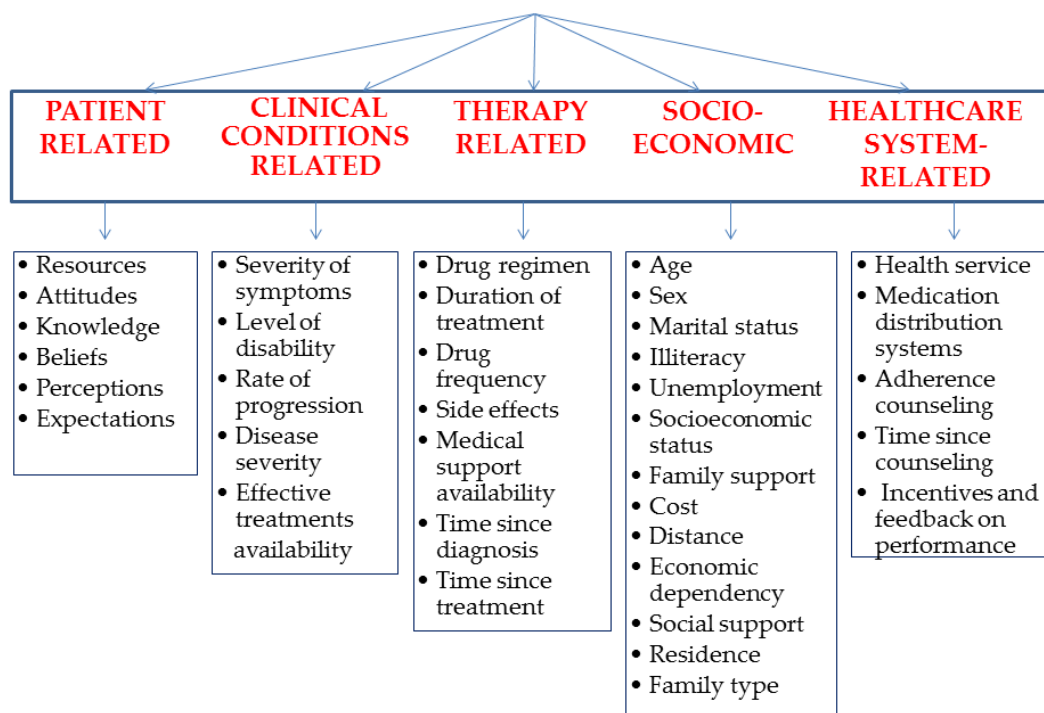 PATIENT
RELATED
CLINICAL
CONDITIONS
RELATED
THERAPY
RELATED
SOCIO-
ECONOMIC
HEALTHCARE
SYSTEM-
RELATED
• Resources
• Attitudes
• Knowledge
• Beliefs
• Perceptions
• Expectations
• Severity of
symptoms
• Level of
disability
• Rate of
progression
• Disease
severity
• Effective
treatments
availability
• Drug regimen
• Duration of
treatment
• Drug
frequency
• Side effects
• Medical
support
availability
• Time since
diagnosis
• Time since
treatment
• Age
• Sex
• Marital status
• Illiteracy
• Unemployment
• Socioeconomic
status
• Family support
• Cost
• Distance
• Economic
dependency
• Social support
• Residence
• Family type
• Health service
• Medication
distribution
systems
• Adherence
counseling
• Time since
counseling
• Incentives and
feedback on
performance